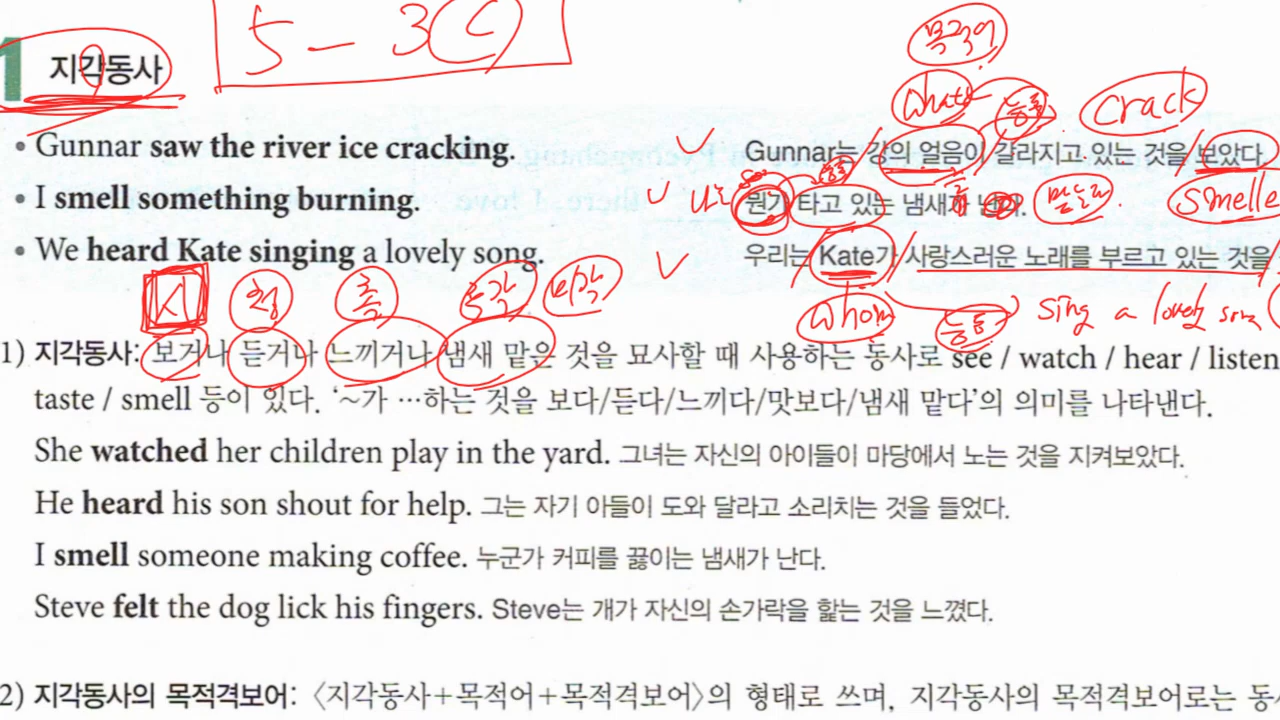 5 - 3 C
목적어
1 지각동사
what 능동 crack
• Gunnar saw the river ice cracking. Gunnar는 / 강의 얼음이 / 갈라지고 있는 것을 / 보았다.
• I smell something burning. 나는 뭔가 타고 있는 냄새 맡는다. smelle
• We heard Kate singing a lovely song. 우리는 / Kate가 / 사랑스러운 노래를 부르고 있는 것을
시 청 촉 후각 미각 whom 능동 sing a lovely song
1) 지각동사: 보거나 듣거나 느끼거나 냄새 맡은 것을 묘사할 때 사용하는 동사로 see / watch / hear / listen
taste / smell 등이 있다. ‘~가 …하는 것을 보다/듣다/느끼다/맛보다/냄새 맡다’의 의미를 나타낸다.
She watched her children play in the yard. 그녀는 자신의 아이들이 마당에서 노는 것을 지켜보았다.
He heard his son shout for help. 그는 자기 아들이 도와 달라고 소리치는 것을 들었다.
I smell someone making coffee. 누군가 커피를 끓이는 냄새가 난다.
Steve felt the dog lick his fingers. Steve는 개가 자신의 손가락을 핥는 것을 느꼈다.
2) 지각동사의 목적격보어: 〈지각동사+목적어+목적격보어〉의 형태로 쓰며, 지각동사의 목적격보어로는